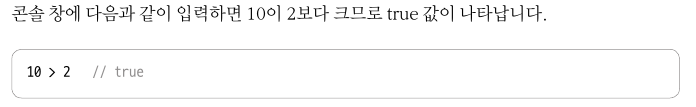 콘솔 창에 다음과 같이 입력하면 10이 2보다 크므로 true 값이 나타납니다.
10 > 2 // true